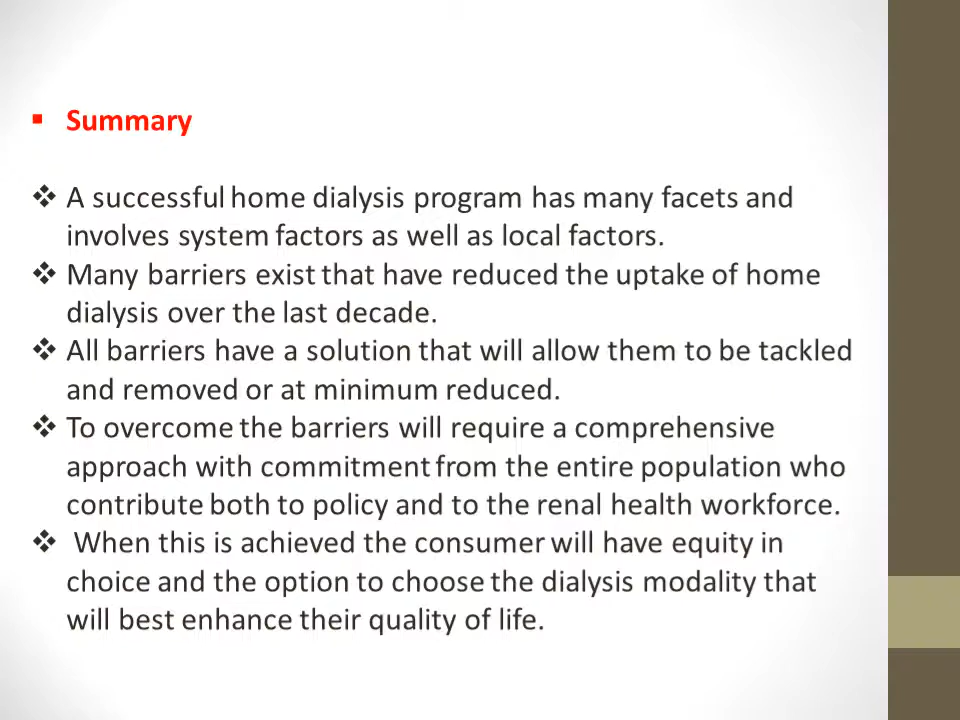 ▪ Summary
❖ A successful home dialysis program has many facets and
involves system factors as well as local factors.
❖ Many barriers exist that have reduced the uptake of home
dialysis over the last decade.
❖ All barriers have a solution that will allow them to be tackled
and removed or at minimum reduced.
❖ To overcome the barriers will require a comprehensive
approach with commitment from the entire population who
contribute both to policy and to the renal health workforce.
❖ When this is achieved the consumer will have equity in
choice and the option to choose the dialysis modality that
will best enhance their quality of life.